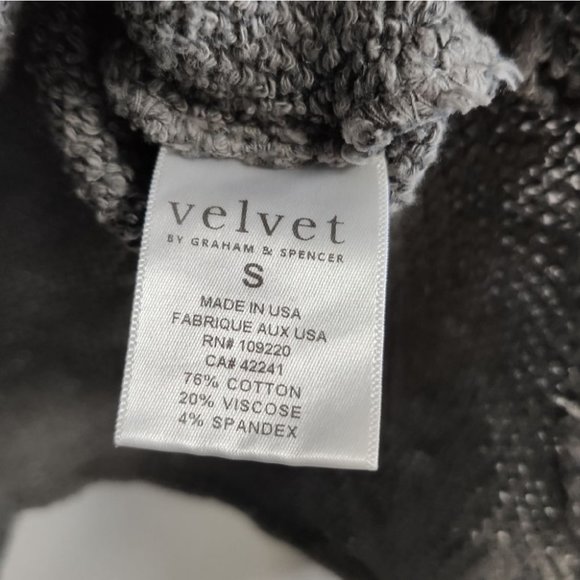 velvet
BY GRAHAM & SPENCER
S
MADE IN USA
FABRIQUE AUX USA
RN# 109220
CA# 42241
76% COTTON
20% VISCOSE
4% SPANDEX